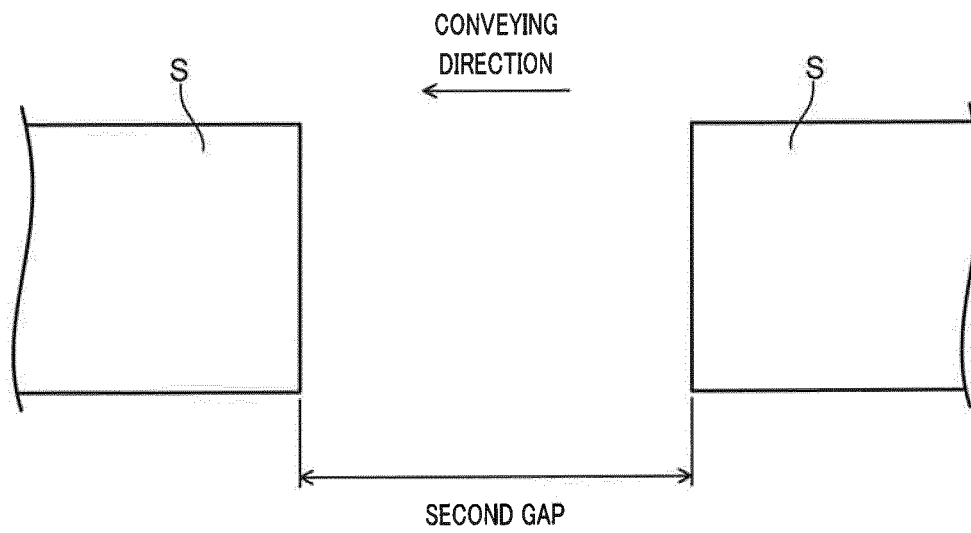 CONVEYING
DIRECTION
S
S
SECOND GAP